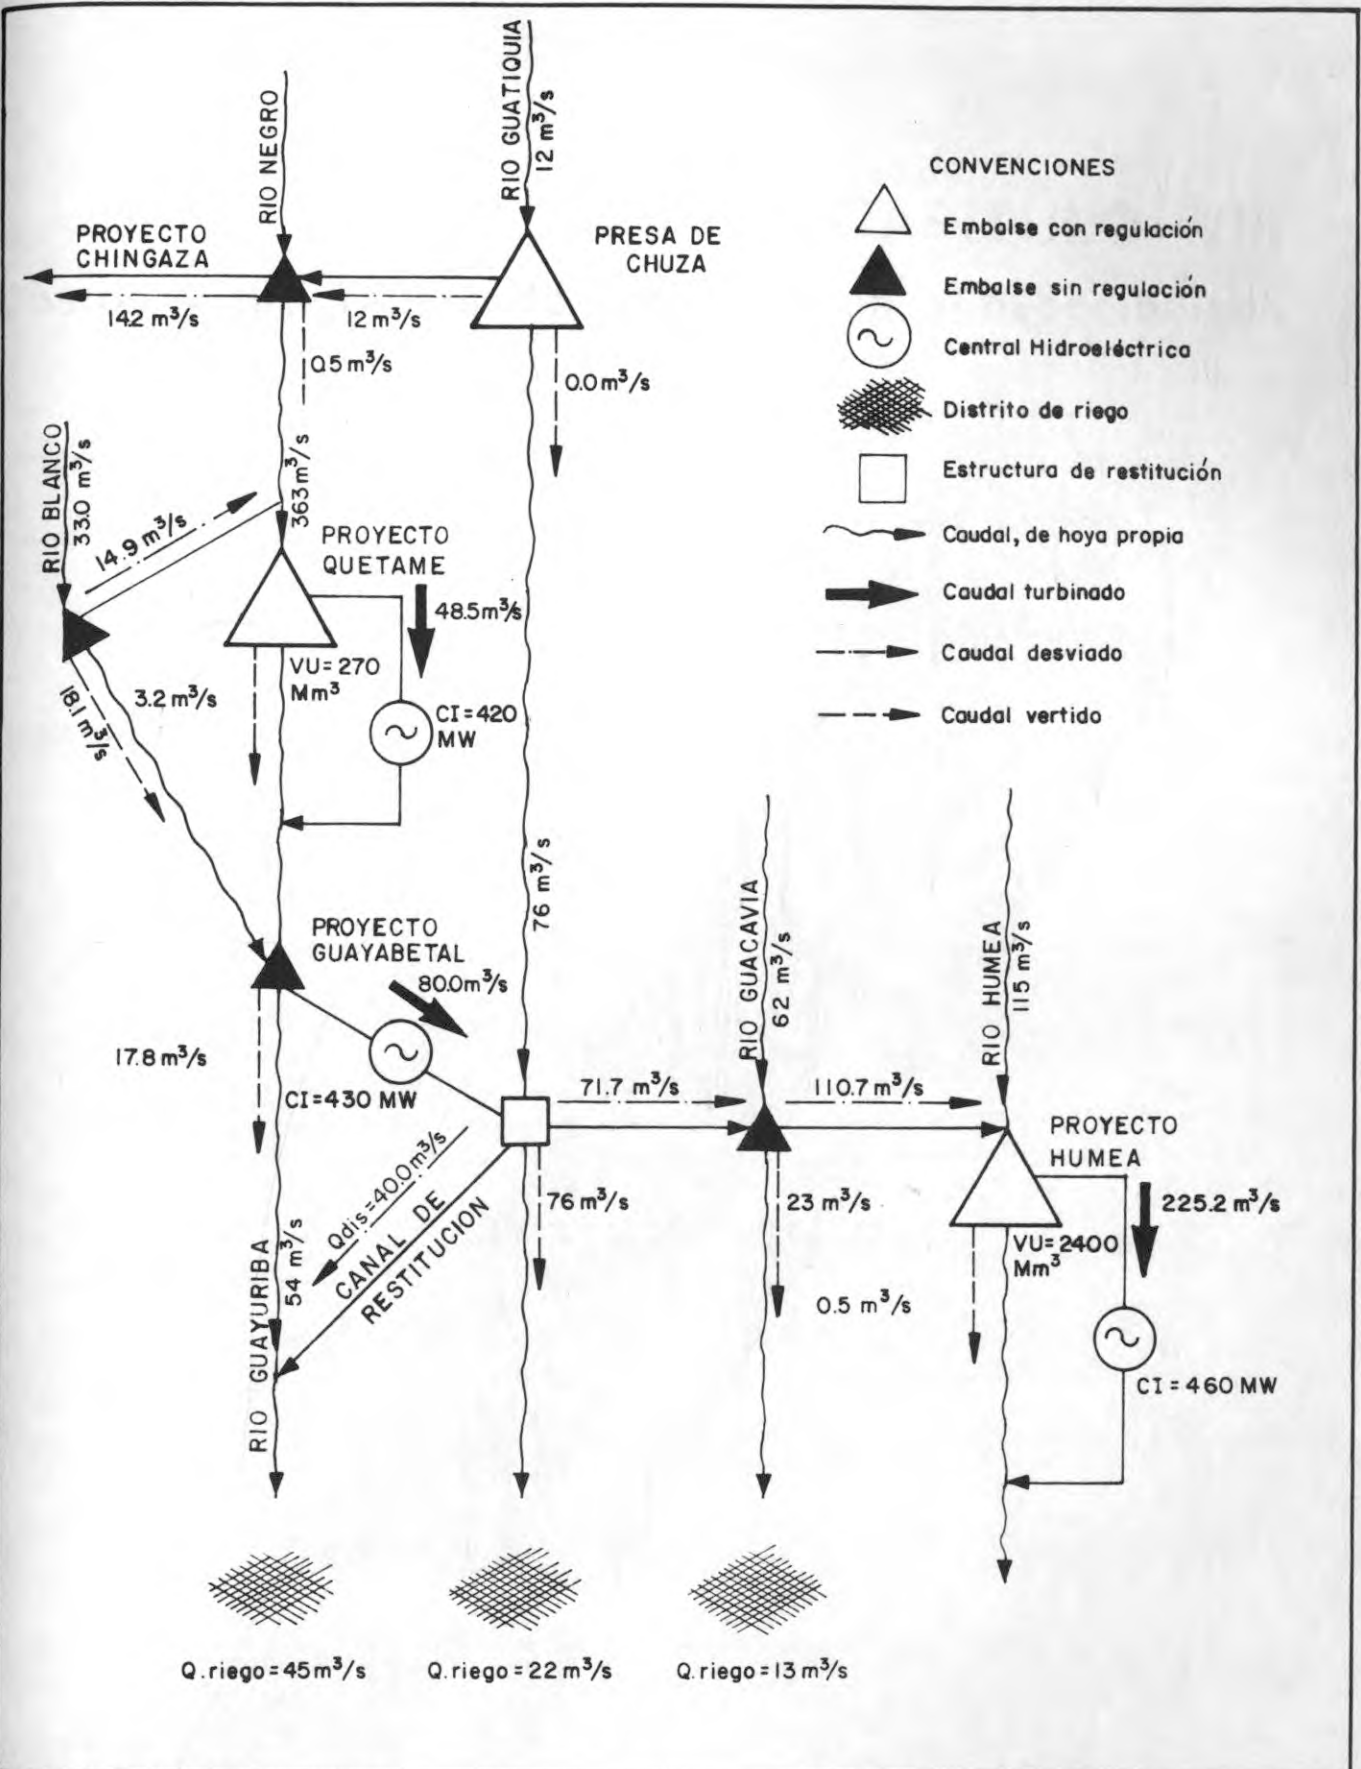 RIO NEGRO
RIO GUATIQUIA
12 m³/s
PROYECTO
CHINGAZA
PRESA DE
CHUZA
14.2 m³/s
12 m³/s
0.5 m³/s
0.0 m³/s
CONVENCIONES
Embalse con regulación
Embalse sin regulación
Central Hidroeléctrica
Distrito de riego
Estructura de restitución
Caudal, de hoya propia
Caudal turbinado
Caudal desviado
Caudal vertido
RIO BLANCO
33.0 m³/s
14.9 m³/s
363 m³/s
PROYECTO
QUETAME
48.5 m³/s
VU=270
Mm³
CI=420
MW
3.2 m³/s
18.1 m³/s
76 m³/s
PROYECTO
GUAYABETAL
80.0 m³/s
17.8 m³/s
CI=430 MW
RIO GUACAVIA
62 m³/s
RIO HUMEA
115 m³/s
71.7 m³/s
110.7 m³/s
PROYECTO
HUMEA
Qdis=40.0 m³/s
CANAL DE
RESTITUCION
76 m³/s
23 m³/s
225.2 m³/s
VU=2400
Mm³
0.5 m³/s
CI=460 MW
RIO GUAYURIBA
54 m³/s
Q.riego=45 m³/s
Q.riego=22 m³/s
Q.riego=13 m³/s